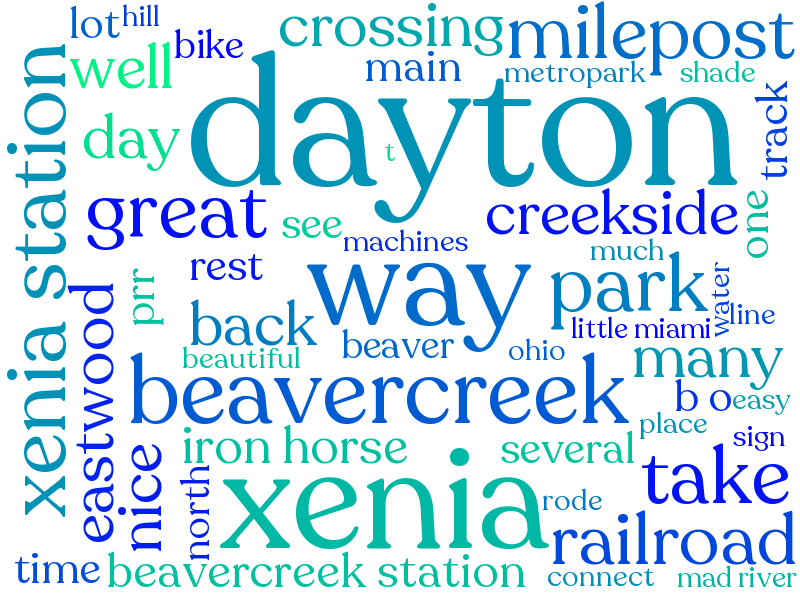 lot
hill
bike
crossing
milepost
well
main
metropark
shade
dayton
day
t
track
xenia station
great
see
creekside
one
machines
much
rest
way
park
prr
water
line
back
little miami
eastwood
beautiful
beaver
ohio
many
beavercreek
b o
easy
place
sign
iron horse
several
nice
north
xenia
take
rode
railroad
time
beavercreek station
connect
mad river